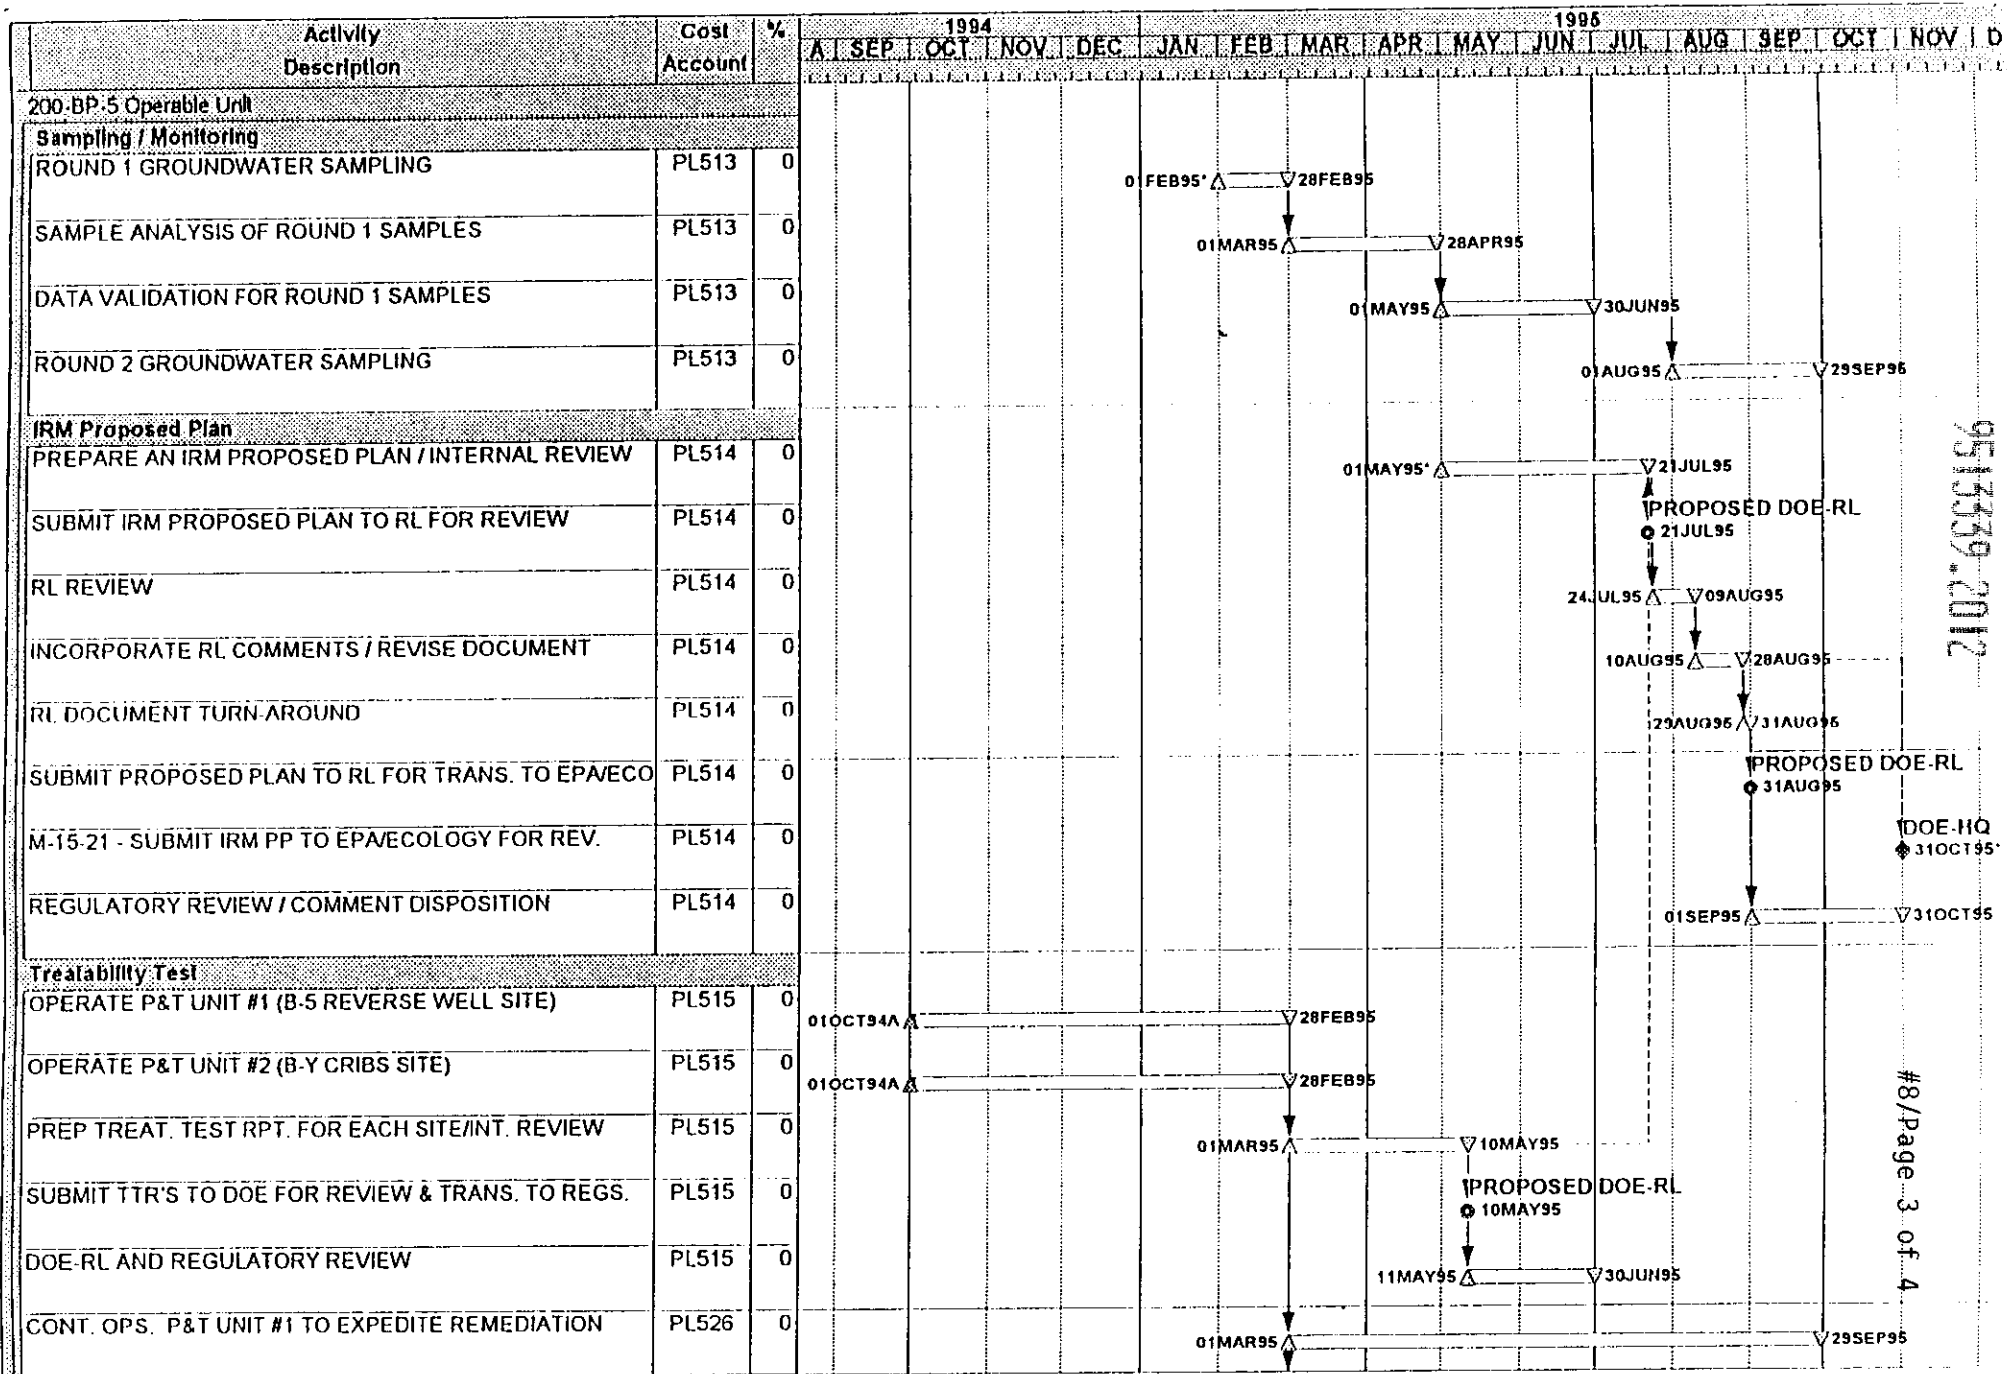 Activity Description
Cost Account
%
1994
1995
A SEP OCT NOV DEC JAN FEB MAR APR MAY JUN JUL AUG SEP OCT NOV D
200-BP-5 Operable Unit
Sampling / Monitoring
ROUND 1 GROUNDWATER SAMPLING PL513 0 01FEB95* 28FEB95
SAMPLE ANALYSIS OF ROUND 1 SAMPLES PL513 0 01MAR95 28APR95
DATA VALIDATION FOR ROUND 1 SAMPLES PL513 0 01MAY95 30JUN95
ROUND 2 GROUNDWATER SAMPLING PL513 0 01AUG95 29SEP95
IRM Proposed Plan
PREPARE AN IRM PROPOSED PLAN / INTERNAL REVIEW PL514 0 01MAY95* 21JUL95
SUBMIT IRM PROPOSED PLAN TO RL FOR REVIEW PL514 0 PROPOSED DOE-RL
21JUL95
RL REVIEW PL514 0 24JUL95 09AUG95
INCORPORATE RL COMMENTS / REVISE DOCUMENT PL514 0 10AUG95 28AUG95
RL DOCUMENT TURN-AROUND PL514 0 29AUG95 31AUG95
SUBMIT PROPOSED PLAN TO RL FOR TRANS. TO EPA/ECO PL514 0 PROPOSED DOE-RL
31AUG95
M-15-21 - SUBMIT IRM PP TO EPA/ECOLOGY FOR REV. PL514 0 DOE-HQ
31OCT95*
REGULATORY REVIEW / COMMENT DISPOSITION PL514 0 01SEP95 31OCT95
Treatability Test
OPERATE P&T UNIT #1 (B-5 REVERSE WELL SITE) PL515 0 01OCT94A 28FEB95
OPERATE P&T UNIT #2 (B-Y CRIBS SITE) PL515 0 01OCT94A 28FEB95
PREP TREAT. TEST RPT. FOR EACH SITE/INT. REVIEW PL515 0 01MAR95 10MAY95
SUBMIT TTR'S TO DOE FOR REVIEW & TRANS. TO REGS. PL515 0 PROPOSED DOE-RL
10MAY95
DOE-RL AND REGULATORY REVIEW PL515 0 11MAY95 30JUN95
CONT. OPS. P&T UNIT #1 TO EXPEDITE REMEDIATION PL526 0 01MAR95 29SEP95
9513339.2012
#8/Page 3 of 4